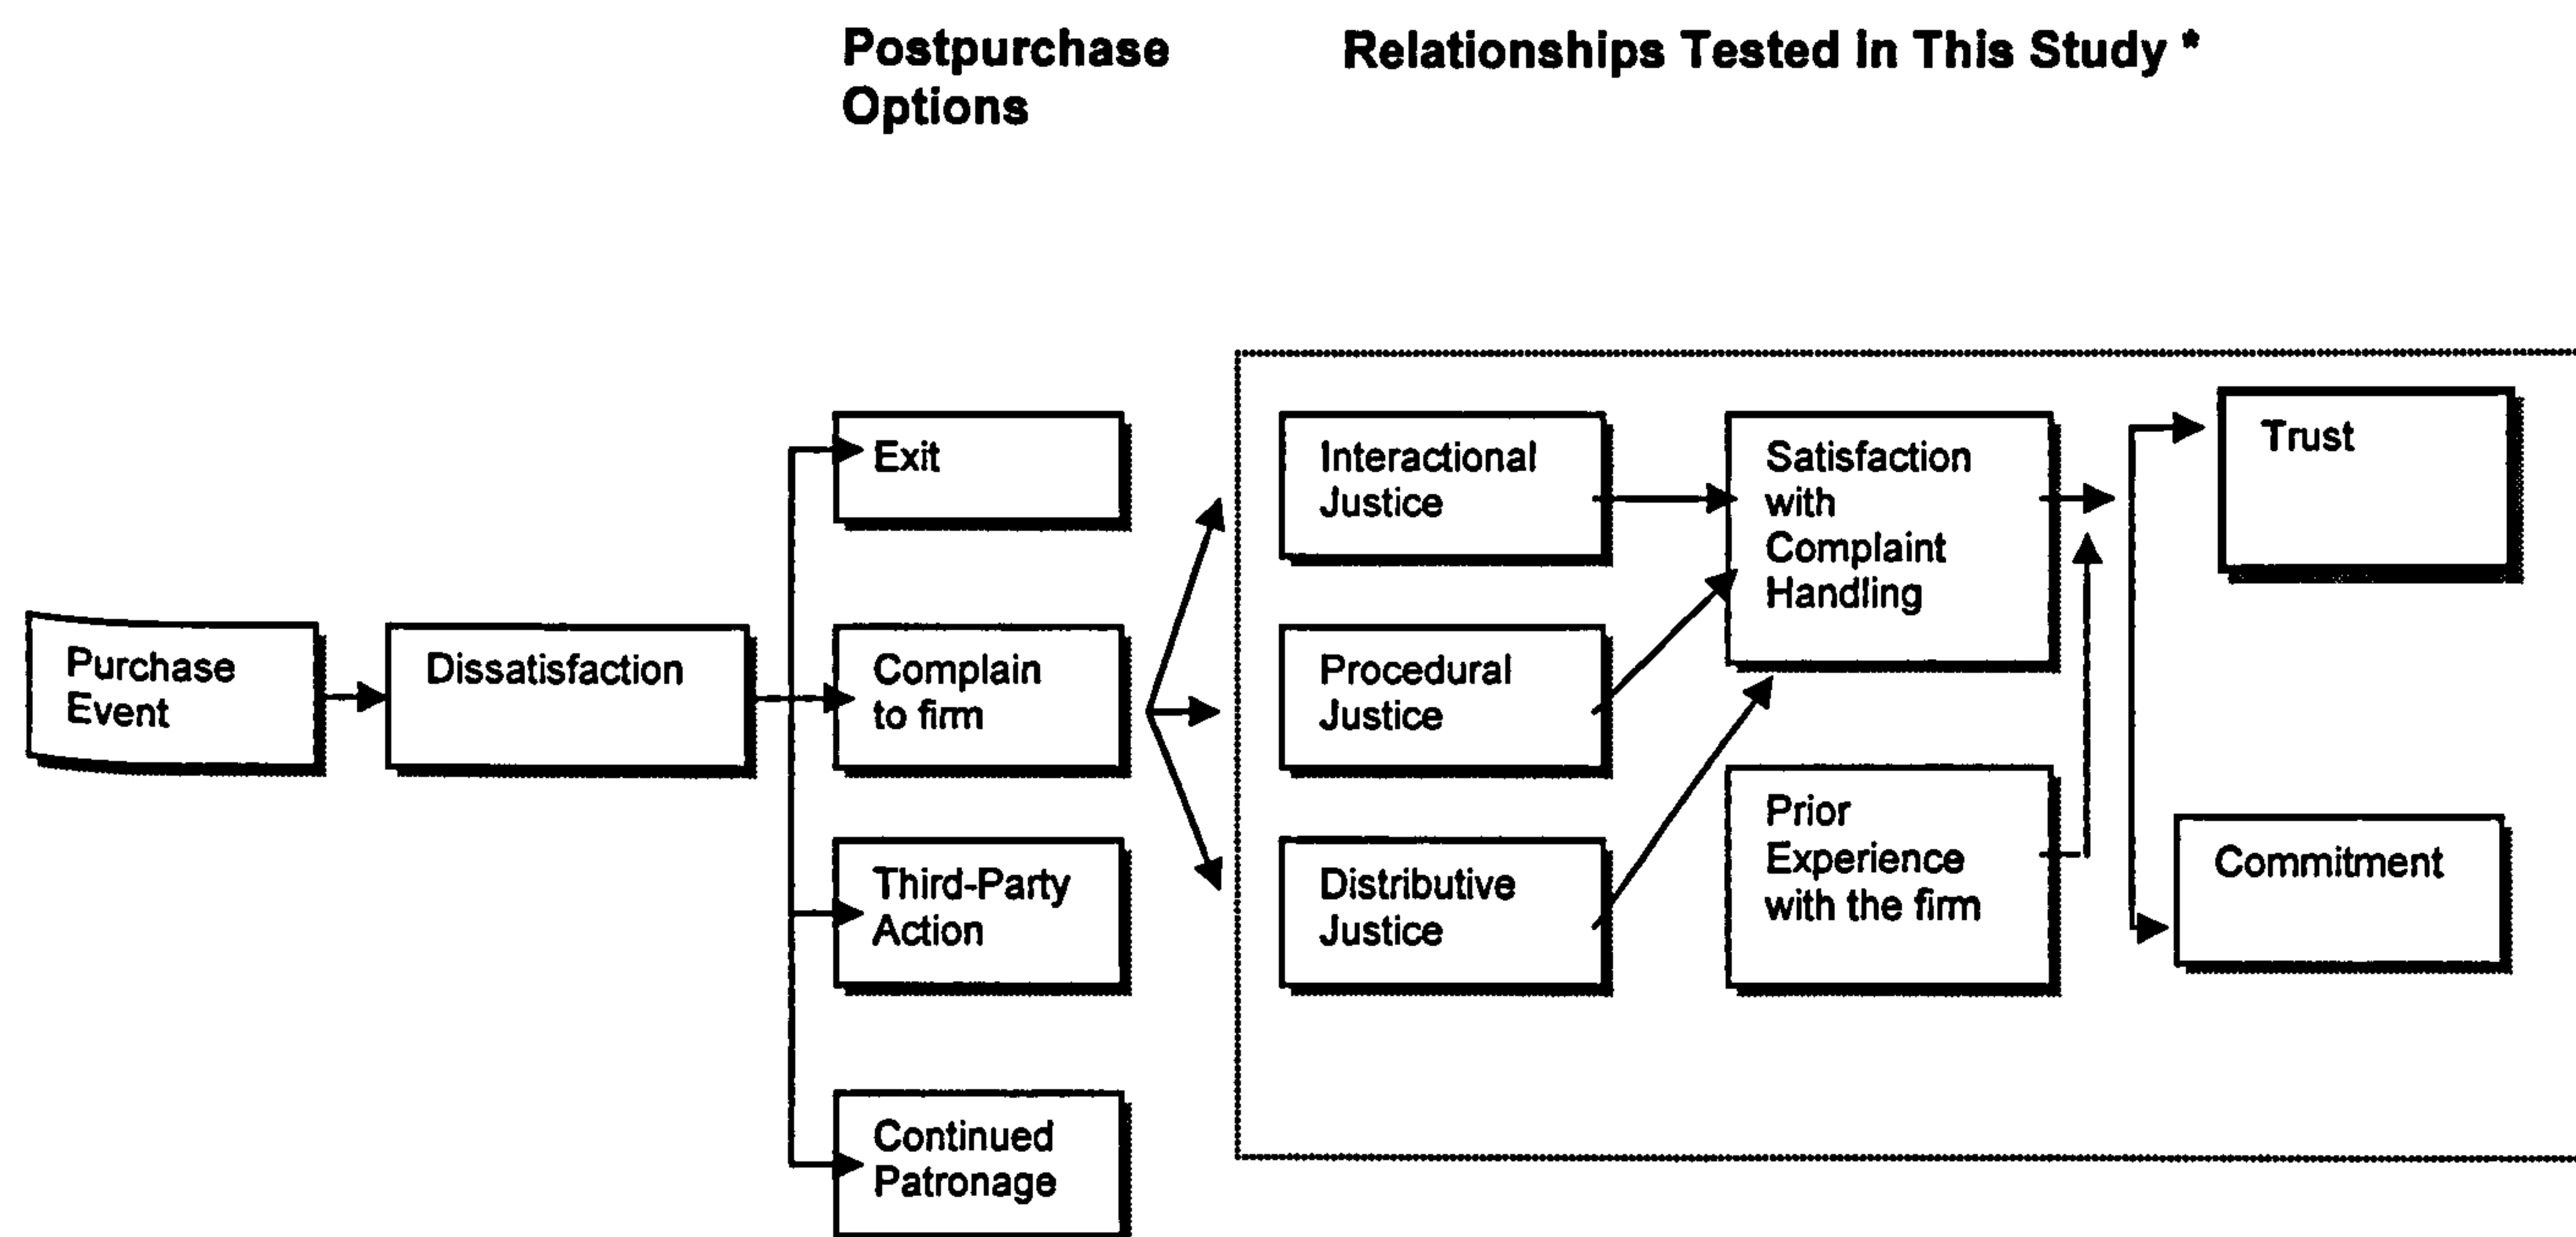 Postpurchase
Options
Relationships Tested In This Study *
Purchase
Event
Dissatisfaction
Exit
Complain
to firm
Third-Party
Action
Continued
Patronage
Interactional
Justice
Procedural
Justice
Distributive
Justice
Satisfaction
with
Complaint
Handling
Prior
Experience
with the firm
Trust
Commitment